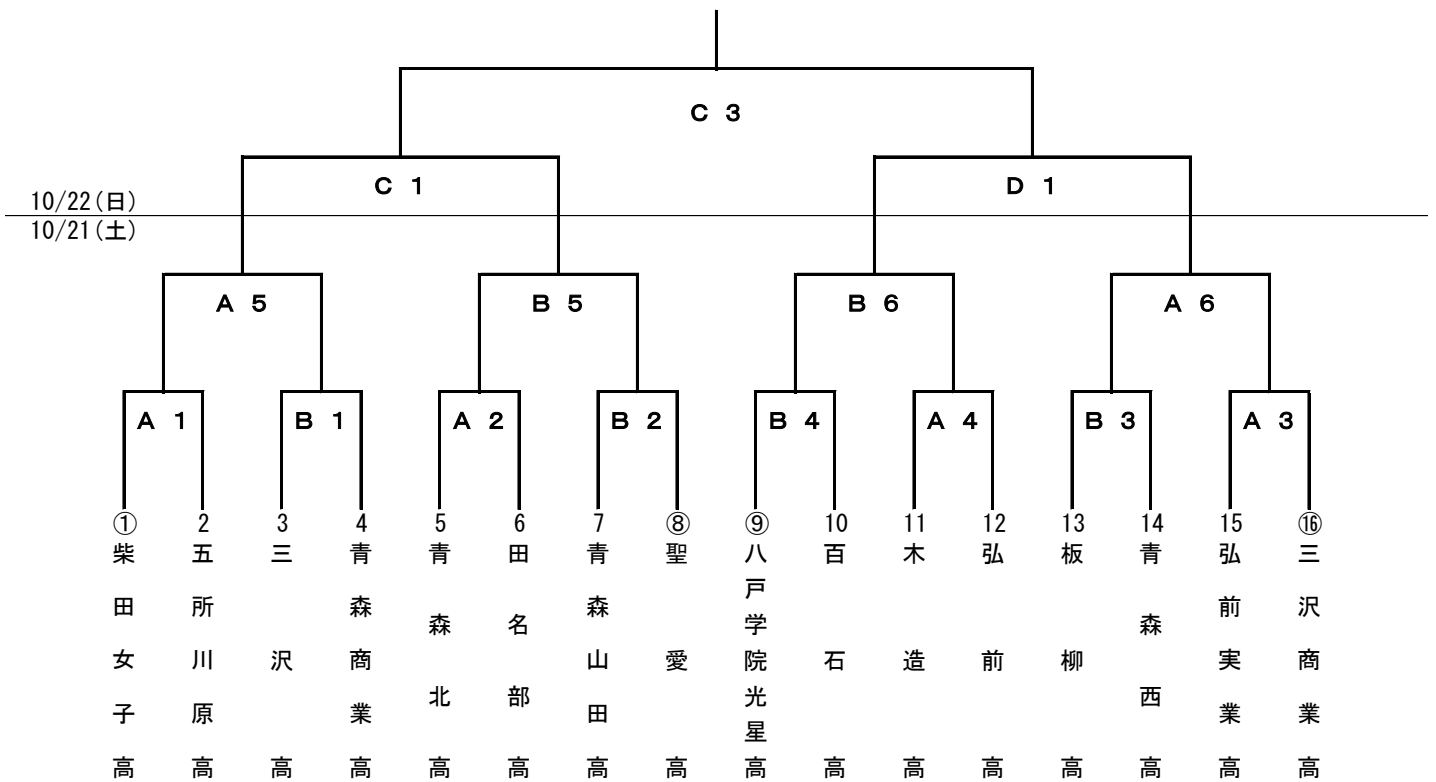 C 3
C 1
D 1
10/22(日)
10/21(土)
A 5
B 5
B 6
A 6
A 1
B 1
A 2
B 2
B 4
A 4
B 3
A 3
① 柴田女子高
2 五所川原高
3 三沢高
4 青森商業高
5 青森北高
6 田名部高
7 青森山田高
⑧ 聖愛高
⑨ 八戸学院光星高
10 百石高
11 木造高
12 弘前高
13 板柳高
14 青森西高
15 弘前実業高
⑯ 三沢商業高